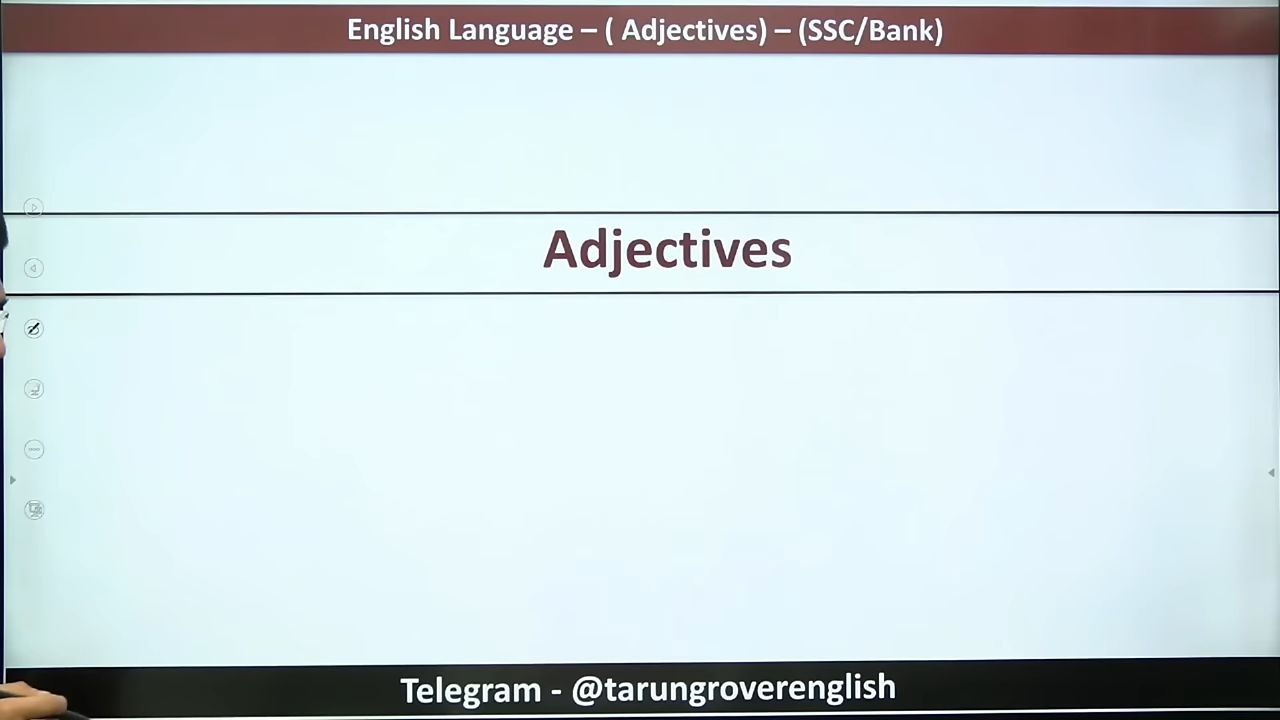 English Language – ( Adjectives) – (SSC/Bank)
Adjectives
Telegram - @tarungroverenglish